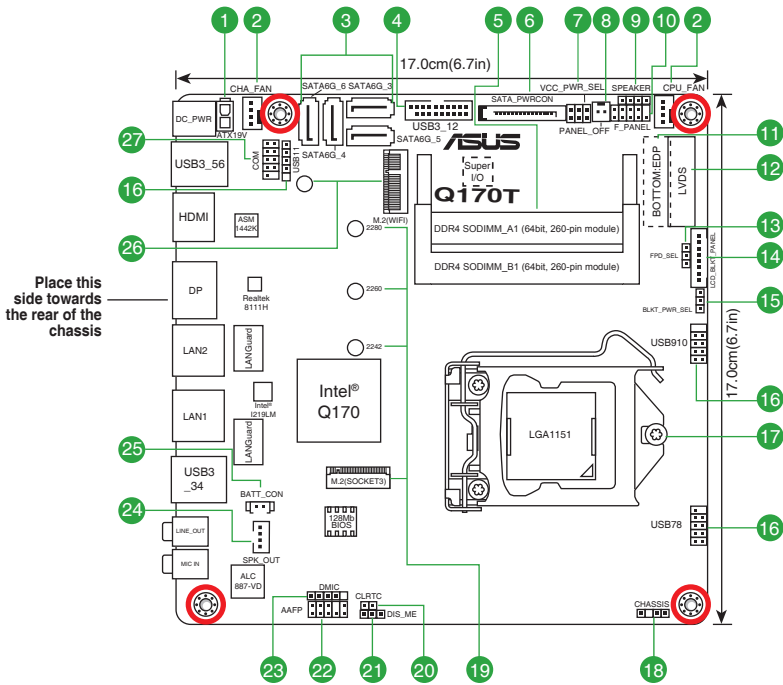 1 2 3 4 5 6 7 8 9 10 2
17.0cm(6.7in)
CHA_FAN
SATA6G_6 SATA6G_3
VCC_PWR_SEL
SPEAKER
CPU_FAN
SATA_PWRCON
DC_PWR
ATX19V
USB3_12
PANEL_OFF
F_PANEL
11
27
SATA6G_4
SATA6G_5
ASUS
USB3_56
COM
USB11
Super
I/O
BOTTOM:EDP
LVDS
12
16
Q170T
M.2(WIFI)
HDMI
ASM
1442K
26
2280
DDR4 SODIMM_A1 (64bit, 260-pin module)
13
FPD_SEL
LCD_BLKT_PANEL
14
DDR4 SODIMM_B1 (64bit, 260-pin module)
Place this
side towards
the rear of the
chassis
DP
Realtek
8111H
2260
15
BLKT_PWR_SEL
17.0cm(6.7in)
LAN2
LANGuard
2242
USB910
16
Intel®
Q170
Intel®
I219LM
LAN1
LANGuard
LGA1151
17
25
USB3
_34
BATT_CON
M.2(SOCKET3)
24
128Mb
BIOS
USB78
16
LINE_OUT
MIC IN
SPK_OUT
ALC
887-VD
DMIC
AAFP
CLRTC
DIS_ME
CHASSIS
23 22 21 20 19 18